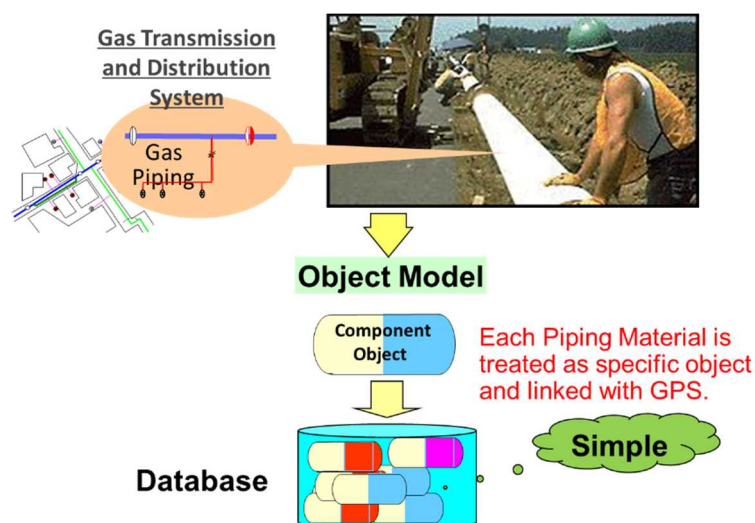 Gas Transmission
and Distribution
System
Gas
Piping
Object Model
Component
Object
Each Piping Material is
treated as specific object
and linked with GPS.
Simple
Database